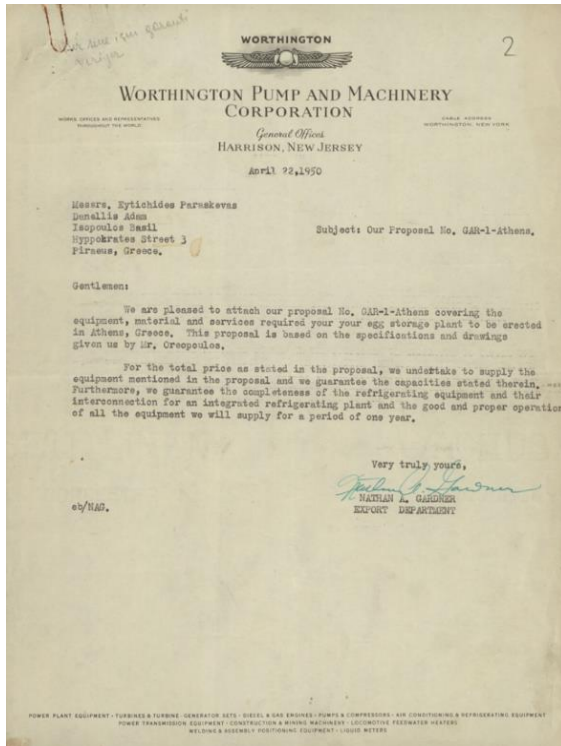 2
WORTHINGTON
WORTHINGTON PUMP AND MACHINERY
CORPORATION
WORKS OFFICES AND REPRESENTATIVES
THROUGHOUT THE WORLD
CABLE ADDRESS
WORTHINGTON, NEW YORK
General Offices
HARRISON, NEW JERSEY
April 22,1950
Messrs. Eytichides Paraskevas
Danellis Adam
Isopoulos Basil
Hyppokrates Street 3
Piraeus, Greece.
Subject: Our Proposal No. GAR-1-Athens.
Gentlemen:
We are pleased to attach our proposal No. GAR-1-Athens covering the
equipment, material and services required your your egg storage plant to be erected
in Athens, Greece. This proposal is based on the specifications and drawings
given us by Mr. Oreopoulos.
For the total price as stated in the proposal, we undertake to supply the
equipment mentioned in the proposal and we guarantee the capacities stated therein.
Furthermore, we guarantee the completeness of the refrigerating equipment and their
interconnection for an integrated refrigerating plant and the good and proper operation
of all the equipment we will supply for a period of one year.
Very truly yours,
Nathan A. Gardner
NATHAN A. GARDNER
EXPORT DEPARTMENT
eb/NAG.
POWER PLANT EQUIPMENT · TURBINES & TURBINE-GENERATOR SETS · DIESEL & GAS ENGINES · PUMPS & COMPRESSORS · AIR CONDITIONING & REFRIGERATING EQUIPMENT
POWER TRANSMISSION EQUIPMENT · CONSTRUCTION & MINING MACHINERY · LOCOMOTIVE FEEDWATER HEATERS
WELDING & ASSEMBLY POSITIONING EQUIPMENT · LIQUID METERS